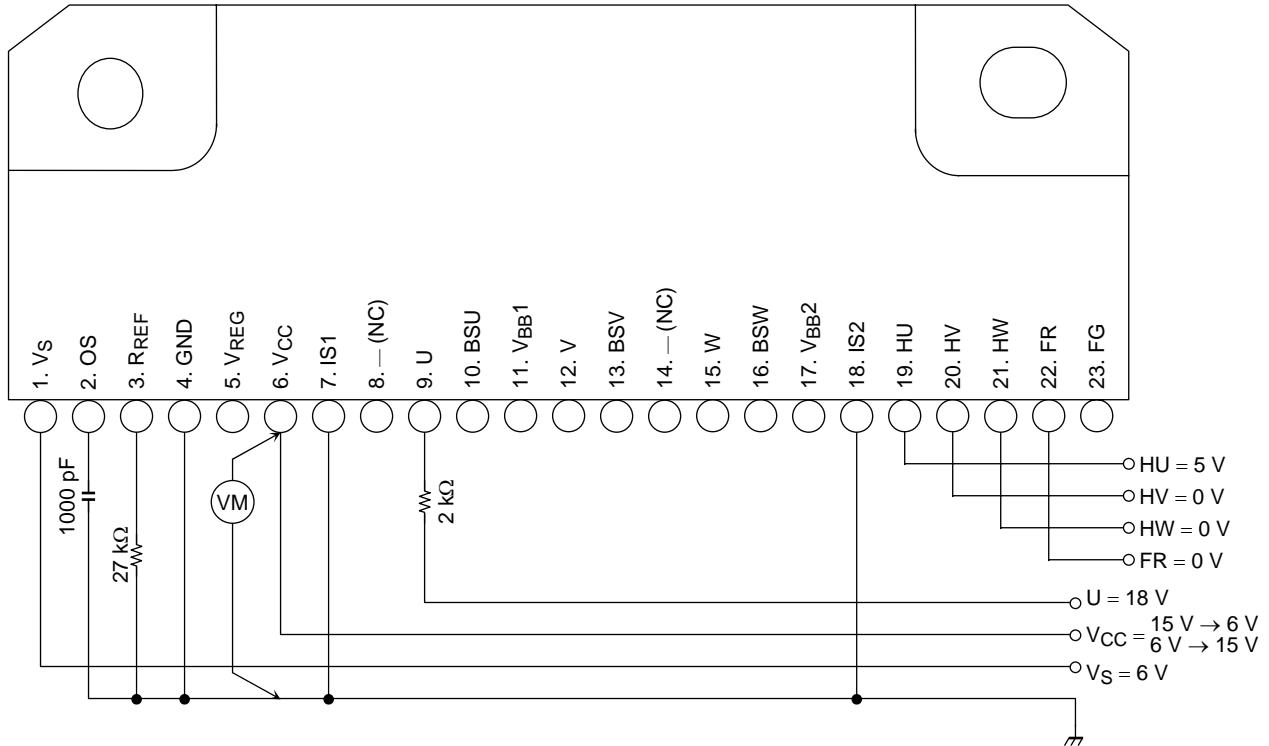 1. VS
2. OS
3. RREF
4. GND
5. VREG
6. VCC
7. IS1
8. — (NC)
9. U
10. BSU
11. VBB1
12. V
13. BSV
14. — (NC)
15. W
16. BSW
17. VBB2
18. IS2
19. HU
20. HV
21. HW
22. FR
23. FG
1000 pF
27 kΩ
VM
2 kΩ
HU = 5 V
HV = 0 V
HW = 0 V
FR = 0 V
U = 18 V
VCC = 15 V → 6 V
6 V → 15 V
VS = 6 V